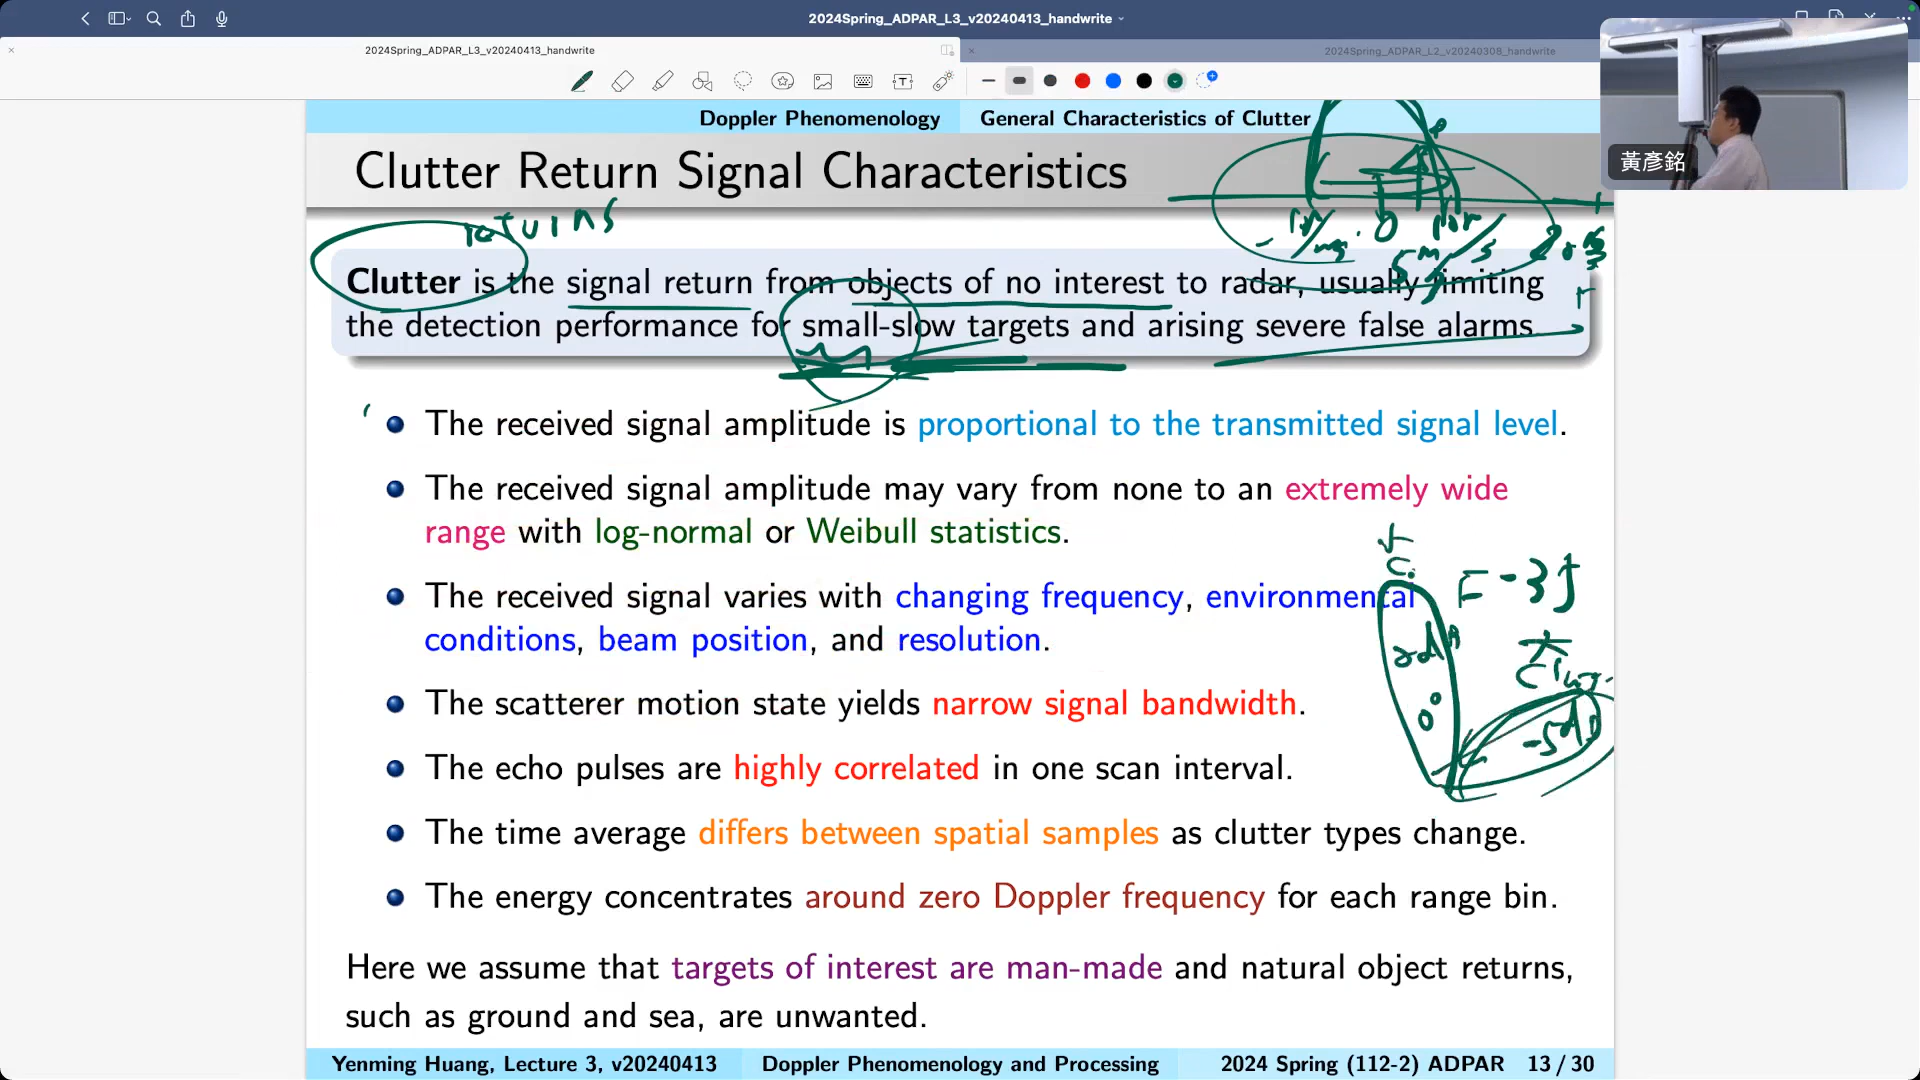 2024Spring_ADPAR_L3_v20240413_handwrite
2024Spring_ADPAR_L3_v20240413_handwrite
2024Spring_ADPAR_L2_v20240308_handwrite
黃彥銘
Doppler Phenomenology
General Characteristics of Clutter
Clutter Return Signal Characteristics
returns
Clutter is the signal return from objects of no interest to radar, usually limiting
the detection performance for small-slow targets and arising severe false alarms.
The received signal amplitude is proportional to the transmitted signal level.
The received signal amplitude may vary from none to an extremely wide
range with log-normal or Weibull statistics.
The received signal varies with changing frequency, environmental
conditions, beam position, and resolution.
The scatterer motion state yields narrow signal bandwidth.
The echo pulses are highly correlated in one scan interval.
The time average differs between spatial samples as clutter types change.
The energy concentrates around zero Doppler frequency for each range bin.
Here we assume that targets of interest are man-made and natural object returns,
such as ground and sea, are unwanted.
Yenming Huang, Lecture 3, v20240413
Doppler Phenomenology and Processing
2024 Spring (112-2) ADPAR
13 / 30